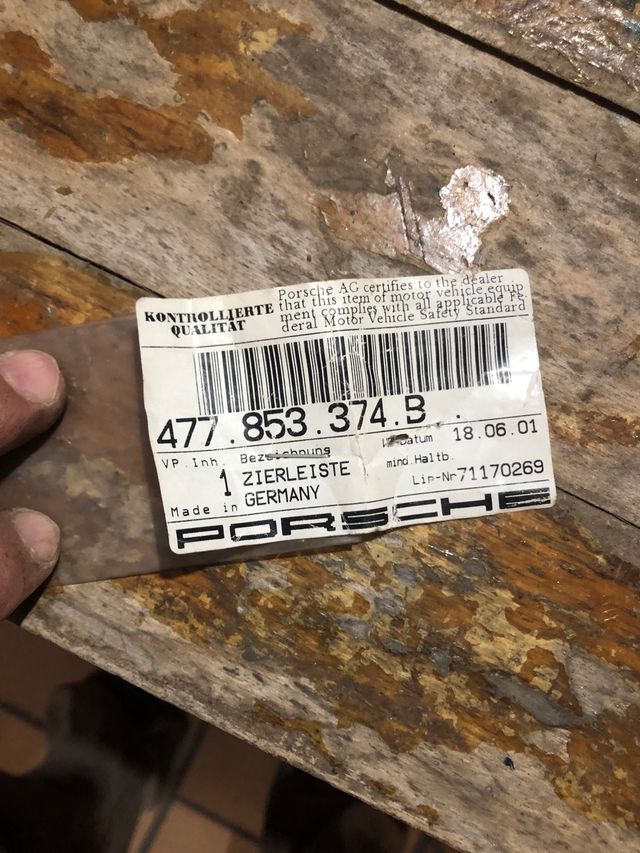 KONTROLLIERTE
QUALITAT
Porsche AG certifies to the dealer
that this item of motor vehicle equip
ment complies with all applicable Fe-
deral Motor Vehicle Safety Standard
477.853.374.B .
VP.Inh. Bezeichnung
Datum 18.06.01
1 ZIERLEISTE
mind.Haltb.
Made in GERMANY
Lip-Nr71170269
PORSCHE